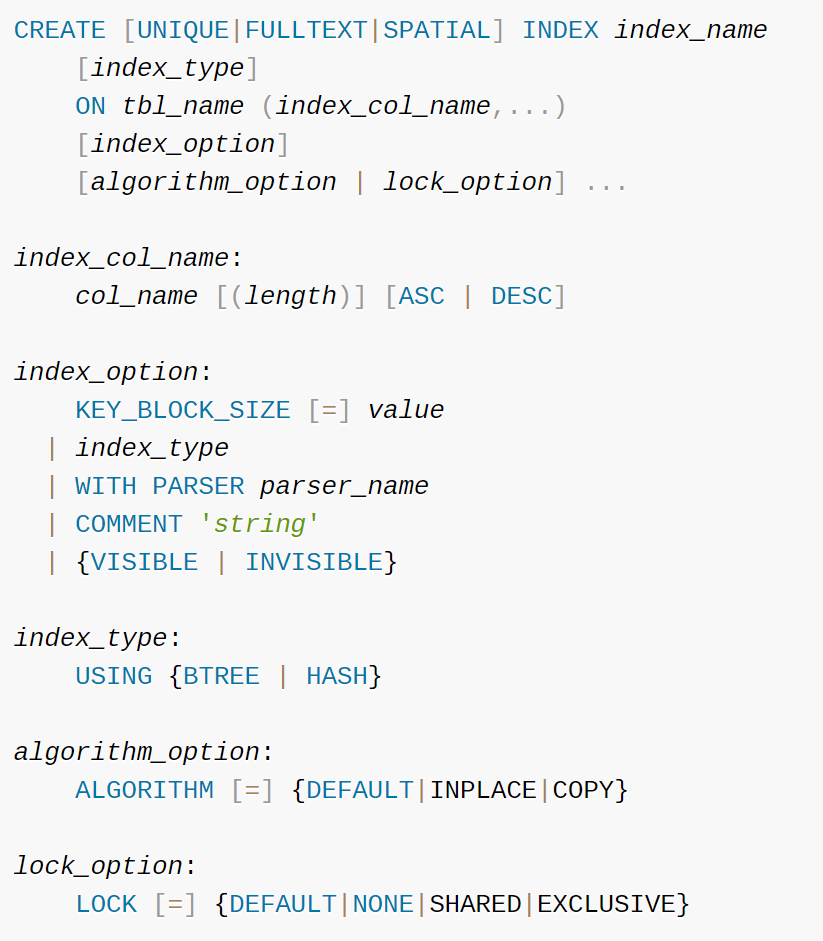 CREATE [UNIQUE|FULLTEXT|SPATIAL] INDEX index_name
    [index_type]
    ON tbl_name (index_col_name,...)
    [index_option]
    [algorithm_option | lock_option] ...

index_col_name:
    col_name [(length)] [ASC | DESC]

index_option:
    KEY_BLOCK_SIZE [=] value
  | index_type
  | WITH PARSER parser_name
  | COMMENT 'string'
  | {VISIBLE | INVISIBLE}

index_type:
    USING {BTREE | HASH}

algorithm_option:
    ALGORITHM [=] {DEFAULT|INPLACE|COPY}

lock_option:
    LOCK [=] {DEFAULT|NONE|SHARED|EXCLUSIVE}